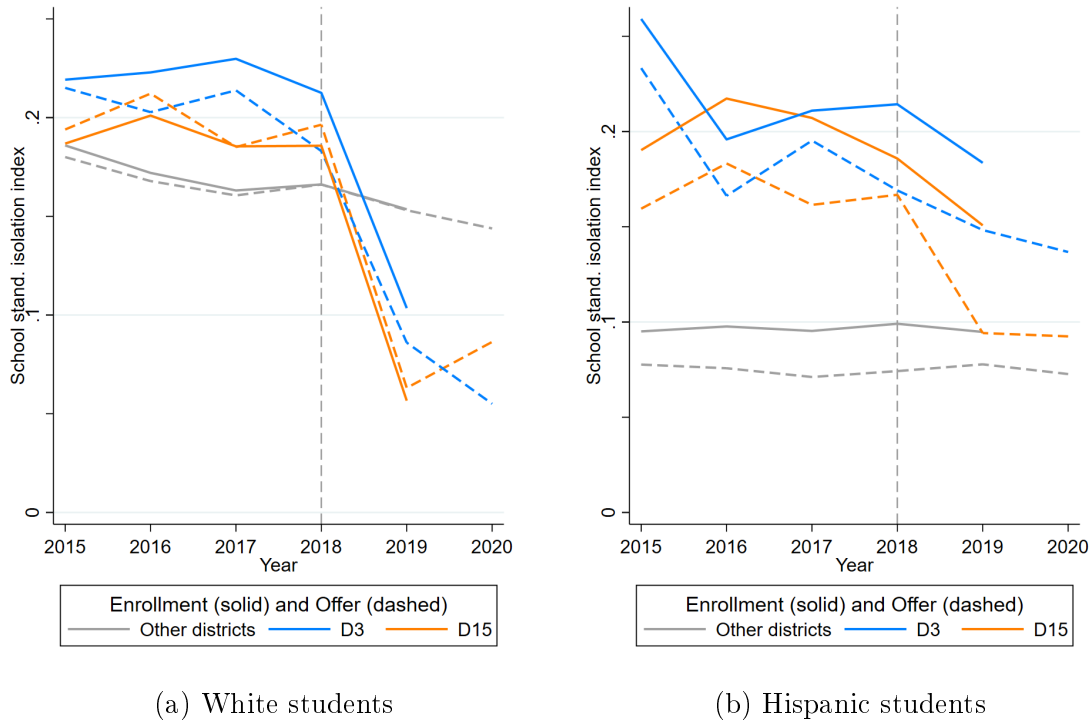 School stand. isolation index
.2
.1
0
2015 2016 2017 2018 2019 2020
Year
Enrollment (solid) and Offer (dashed)
Other districts D3 D15
(a) White students
School stand. isolation index
.2
.1
0
2015 2016 2017 2018 2019 2020
Year
Enrollment (solid) and Offer (dashed)
Other districts D3 D15
(b) Hispanic students